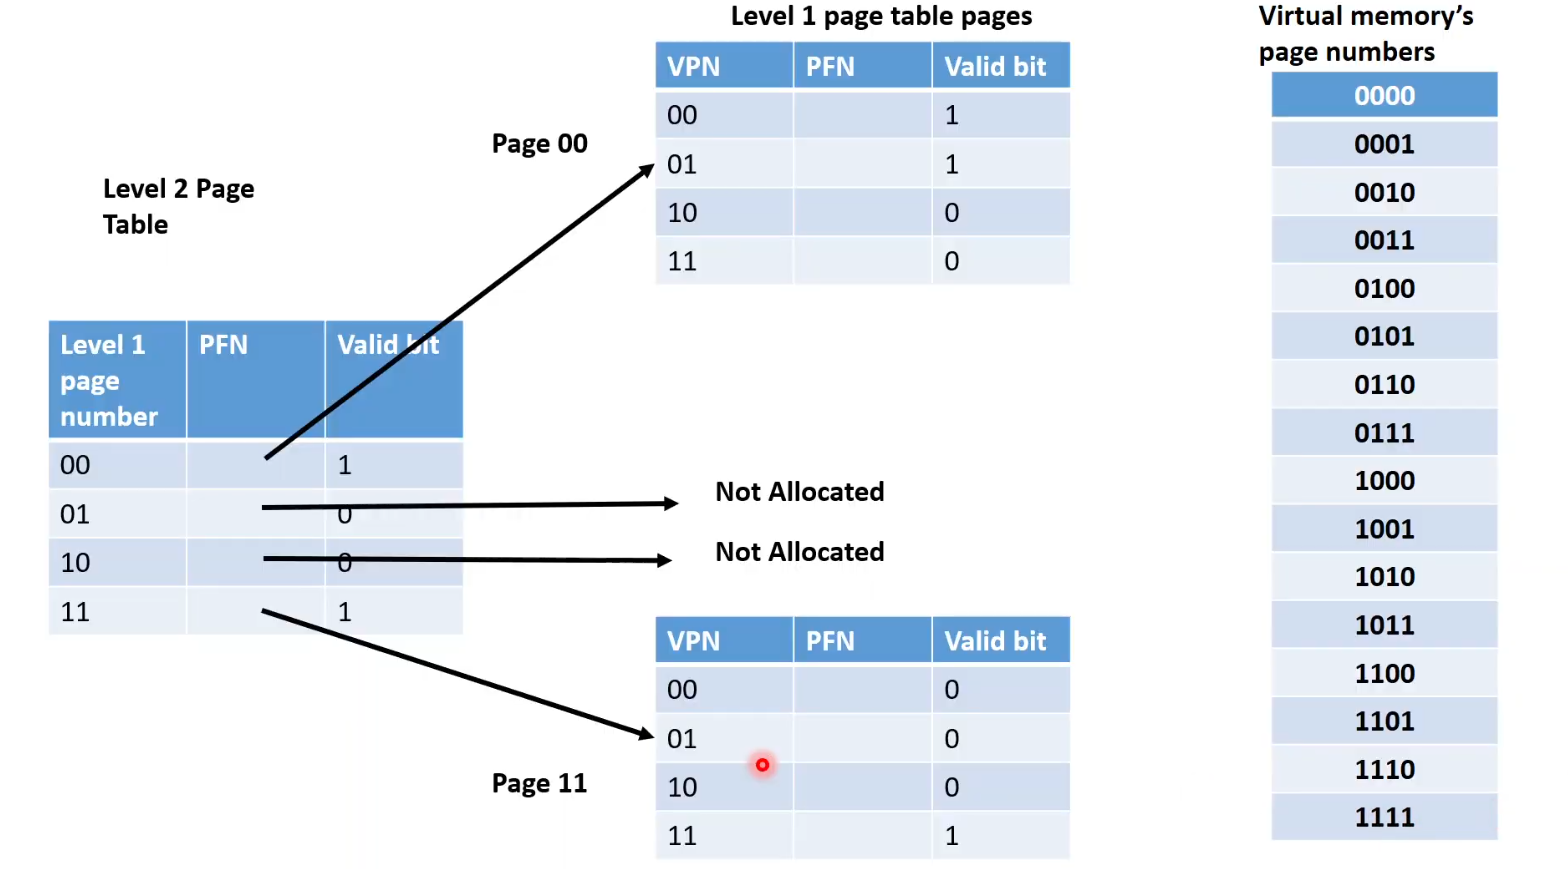 Level 1 page table pages
VPN PFN Valid bit
00 1
01 1
10 0
11 0
Page 00
Level 2 Page
Table
Level 1
page
number PFN Valid bit
00 1
01 0
10 0
11 1
Not Allocated
Not Allocated
VPN PFN Valid bit
00 0
01 0
10 0
11 1
Page 11
Virtual memory’s
page numbers
0000
0001
0010
0011
0100
0101
0110
0111
1000
1001
1010
1011
1100
1101
1110
1111